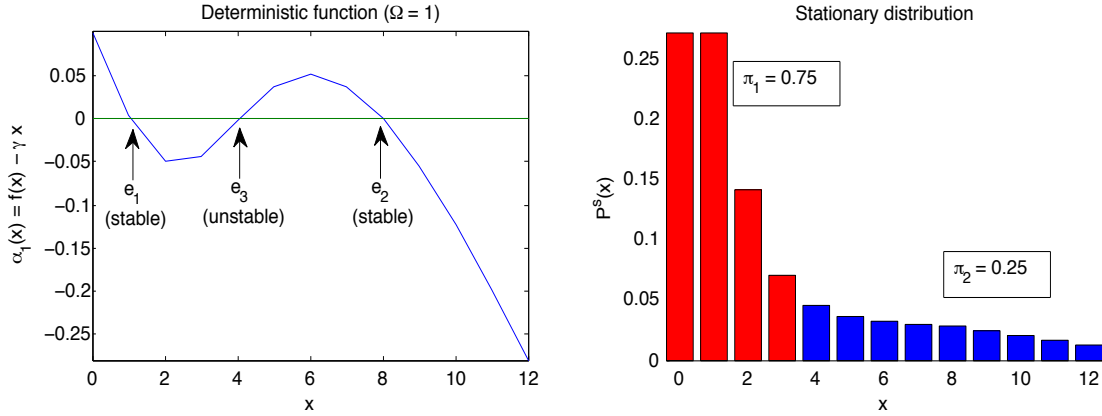 Deterministic function (Ω = 1)
α₁(x) = f(x) − γ x
0.05
0
−0.05
−0.1
−0.15
−0.2
−0.25
e₁
(stable)
e₃
(unstable)
e₂
(stable)
0 2 4 6 8 10 12
x
Stationary distribution
Pˢ(x)
0.25
0.2
0.15
0.1
0.05
0
π₁ = 0.75
π₂ = 0.25
0 2 4 6 8 10 12
x